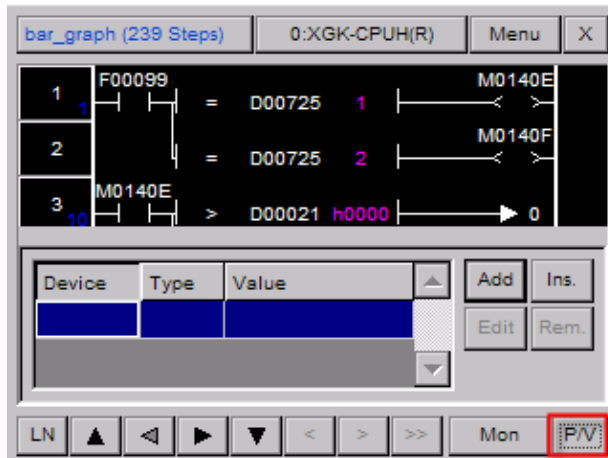 bar_graph (239 Steps) 0:XGK-CPUH(R) Menu X
F00099 M0140E
1 1 = D00725 1
M0140F
2 = D00725 2
M0140E
3 10 > D00021 h0000 0
Device Type Value Add Ins.
Edit Rem.
LN < > >> Mon P/V